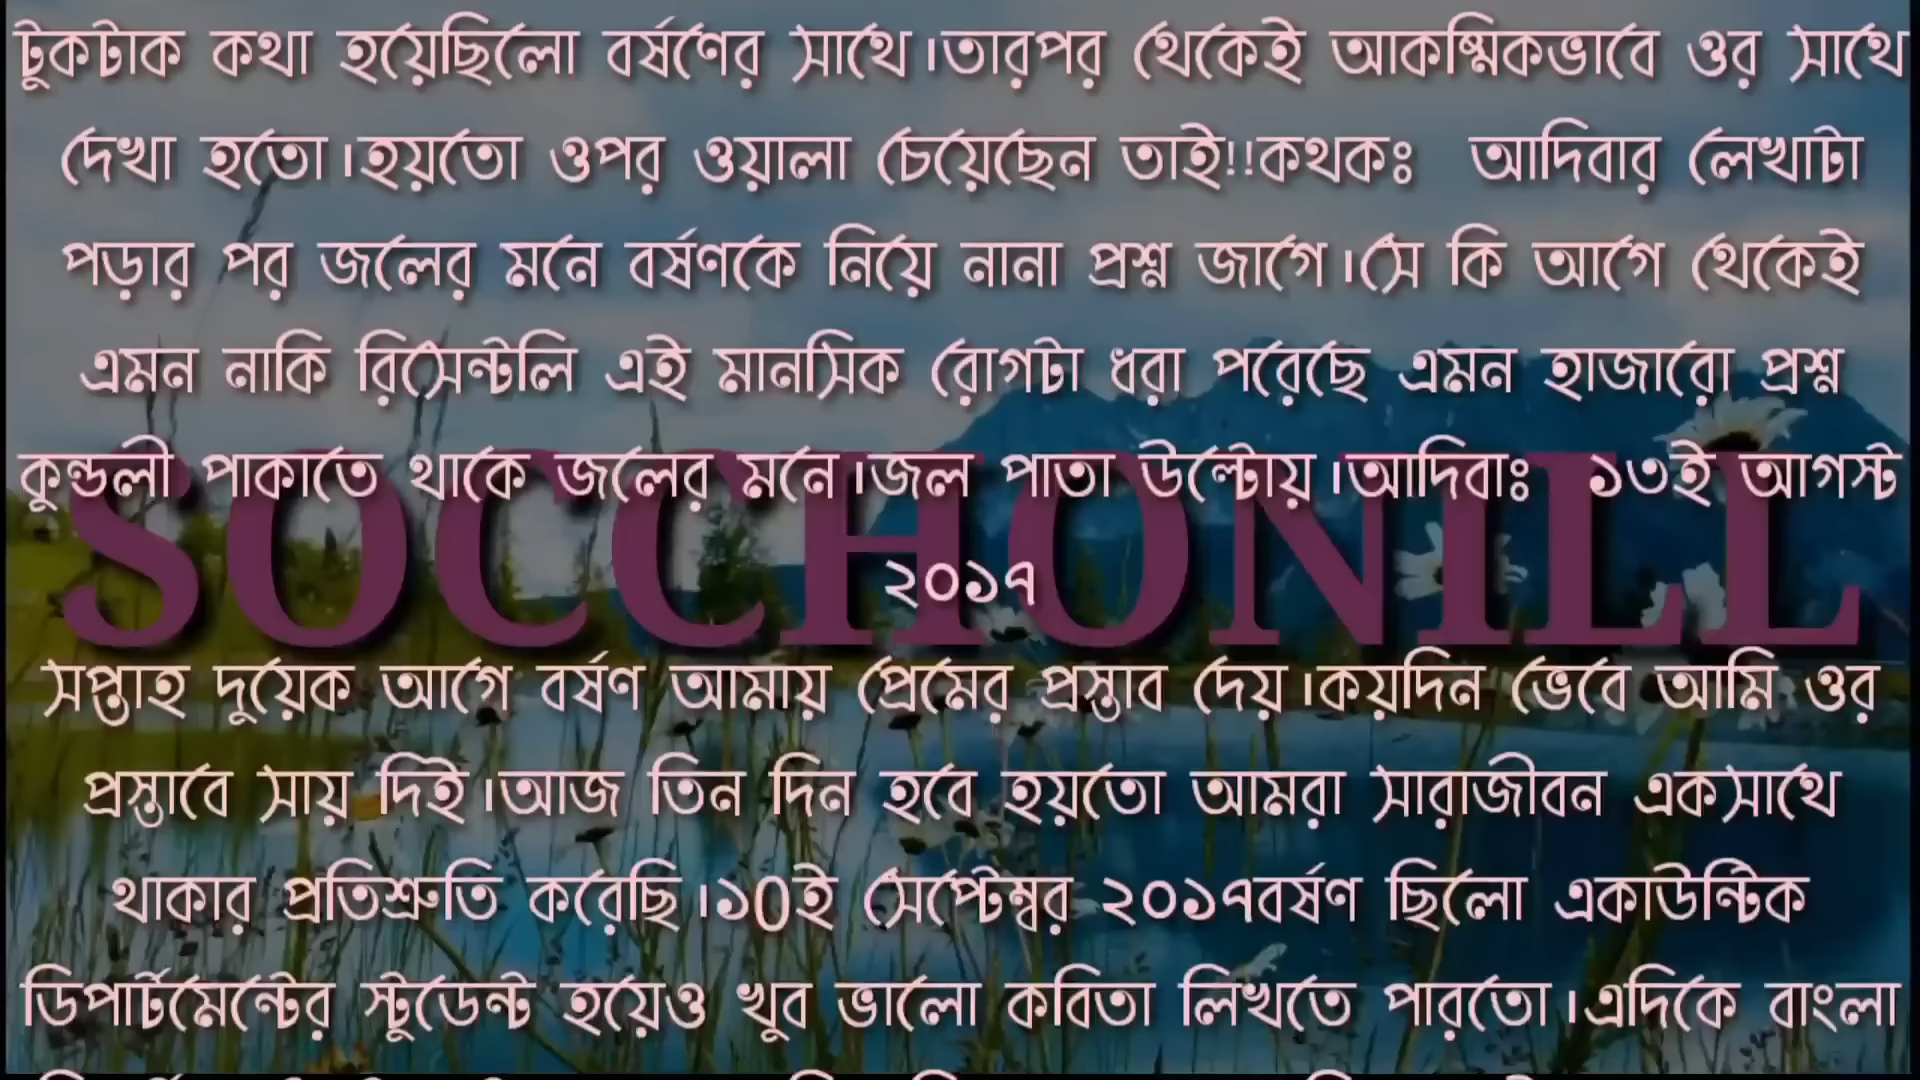 টুকটাক কথা হয়েছিলো বর্ষণের সাথে।তারপর থেকেই আকষ্মিকভাবে ওর সাথে
দেখা হতো।হয়তো ওপর ওয়ালা চেয়েছেন তাই!!কথকঃ আদিবার লেখাটা
পড়ার পর জলের মনে বর্ষণকে নিয়ে নানা প্রশ্ন জাগে।সে কি আগে থেকেই
এমন নাকি রিসেন্টলি এই মানসিক রোগটা ধরা পরেছে এমন হাজারো প্রশ্ন
কুন্ডলী পাকাতে থাকে জলের মনে।জল পাতা উল্টোয়।আদিবাঃ ১৩ই আগস্ট
২০১৭
SOCCHONILL
সপ্তাহ দুয়েক আগে বর্ষণ আমায় প্রেমের প্রস্তাব দেয়।কয়দিন ভেবে আমি ওর
প্রস্তাবে সায় দিই।আজ তিন দিন হবে হয়তো আমরা সারাজীবন একসাথে
থাকার প্রতিশ্রুতি করেছি।১0ই সেপ্টেম্বর ২০১৭বর্ষণ ছিলো একাউন্টিক
ডিপার্টমেন্টের স্টুডেন্ট হয়েও খুব ভালো কবিতা লিখতে পারতো।এদিকে বাংলা